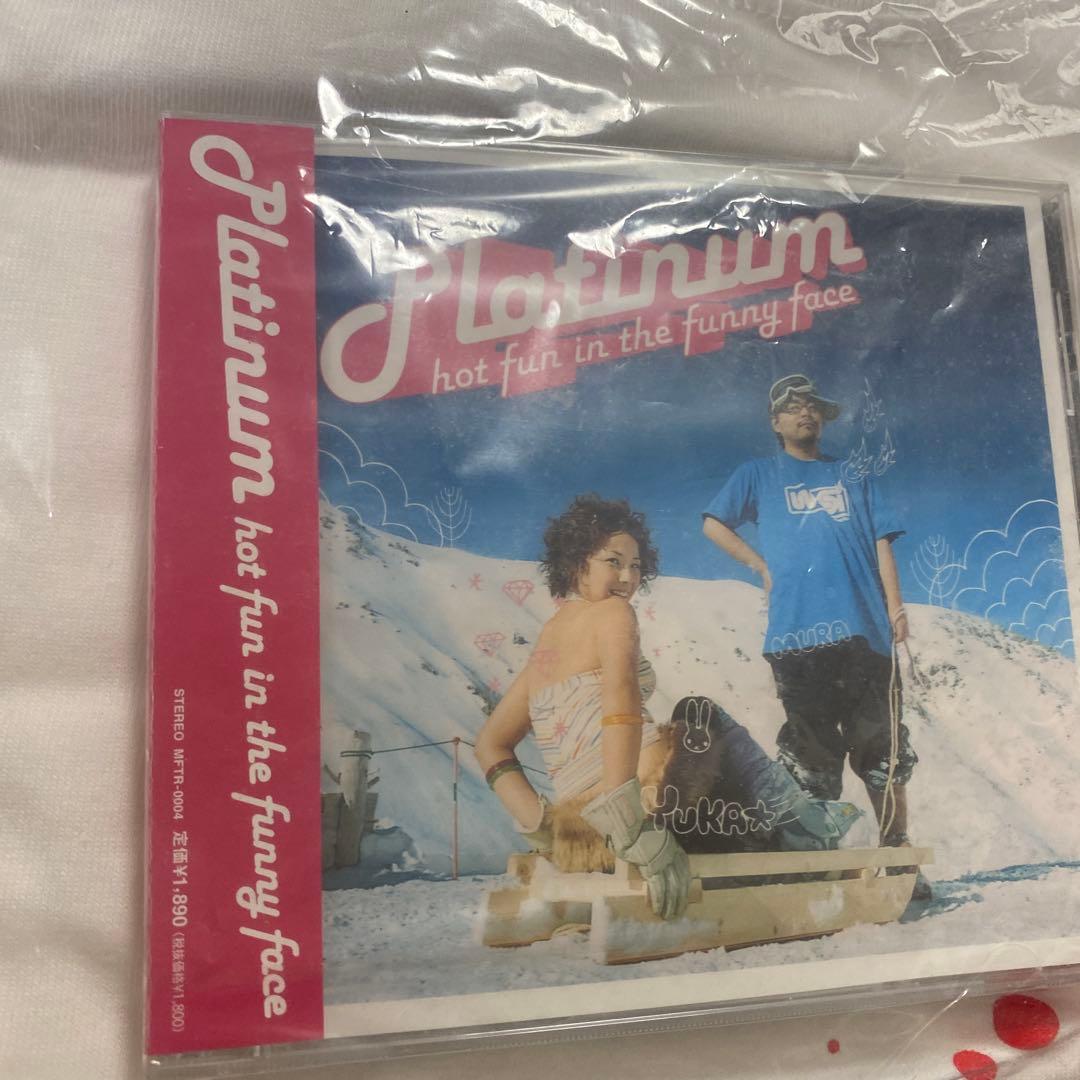 Platinum hot fun in the funny face
STEREO MFTR-0004 定価¥1,890(税抜価格¥1,800)
Platinum
hot fun in the funny face
MURA
YUKA